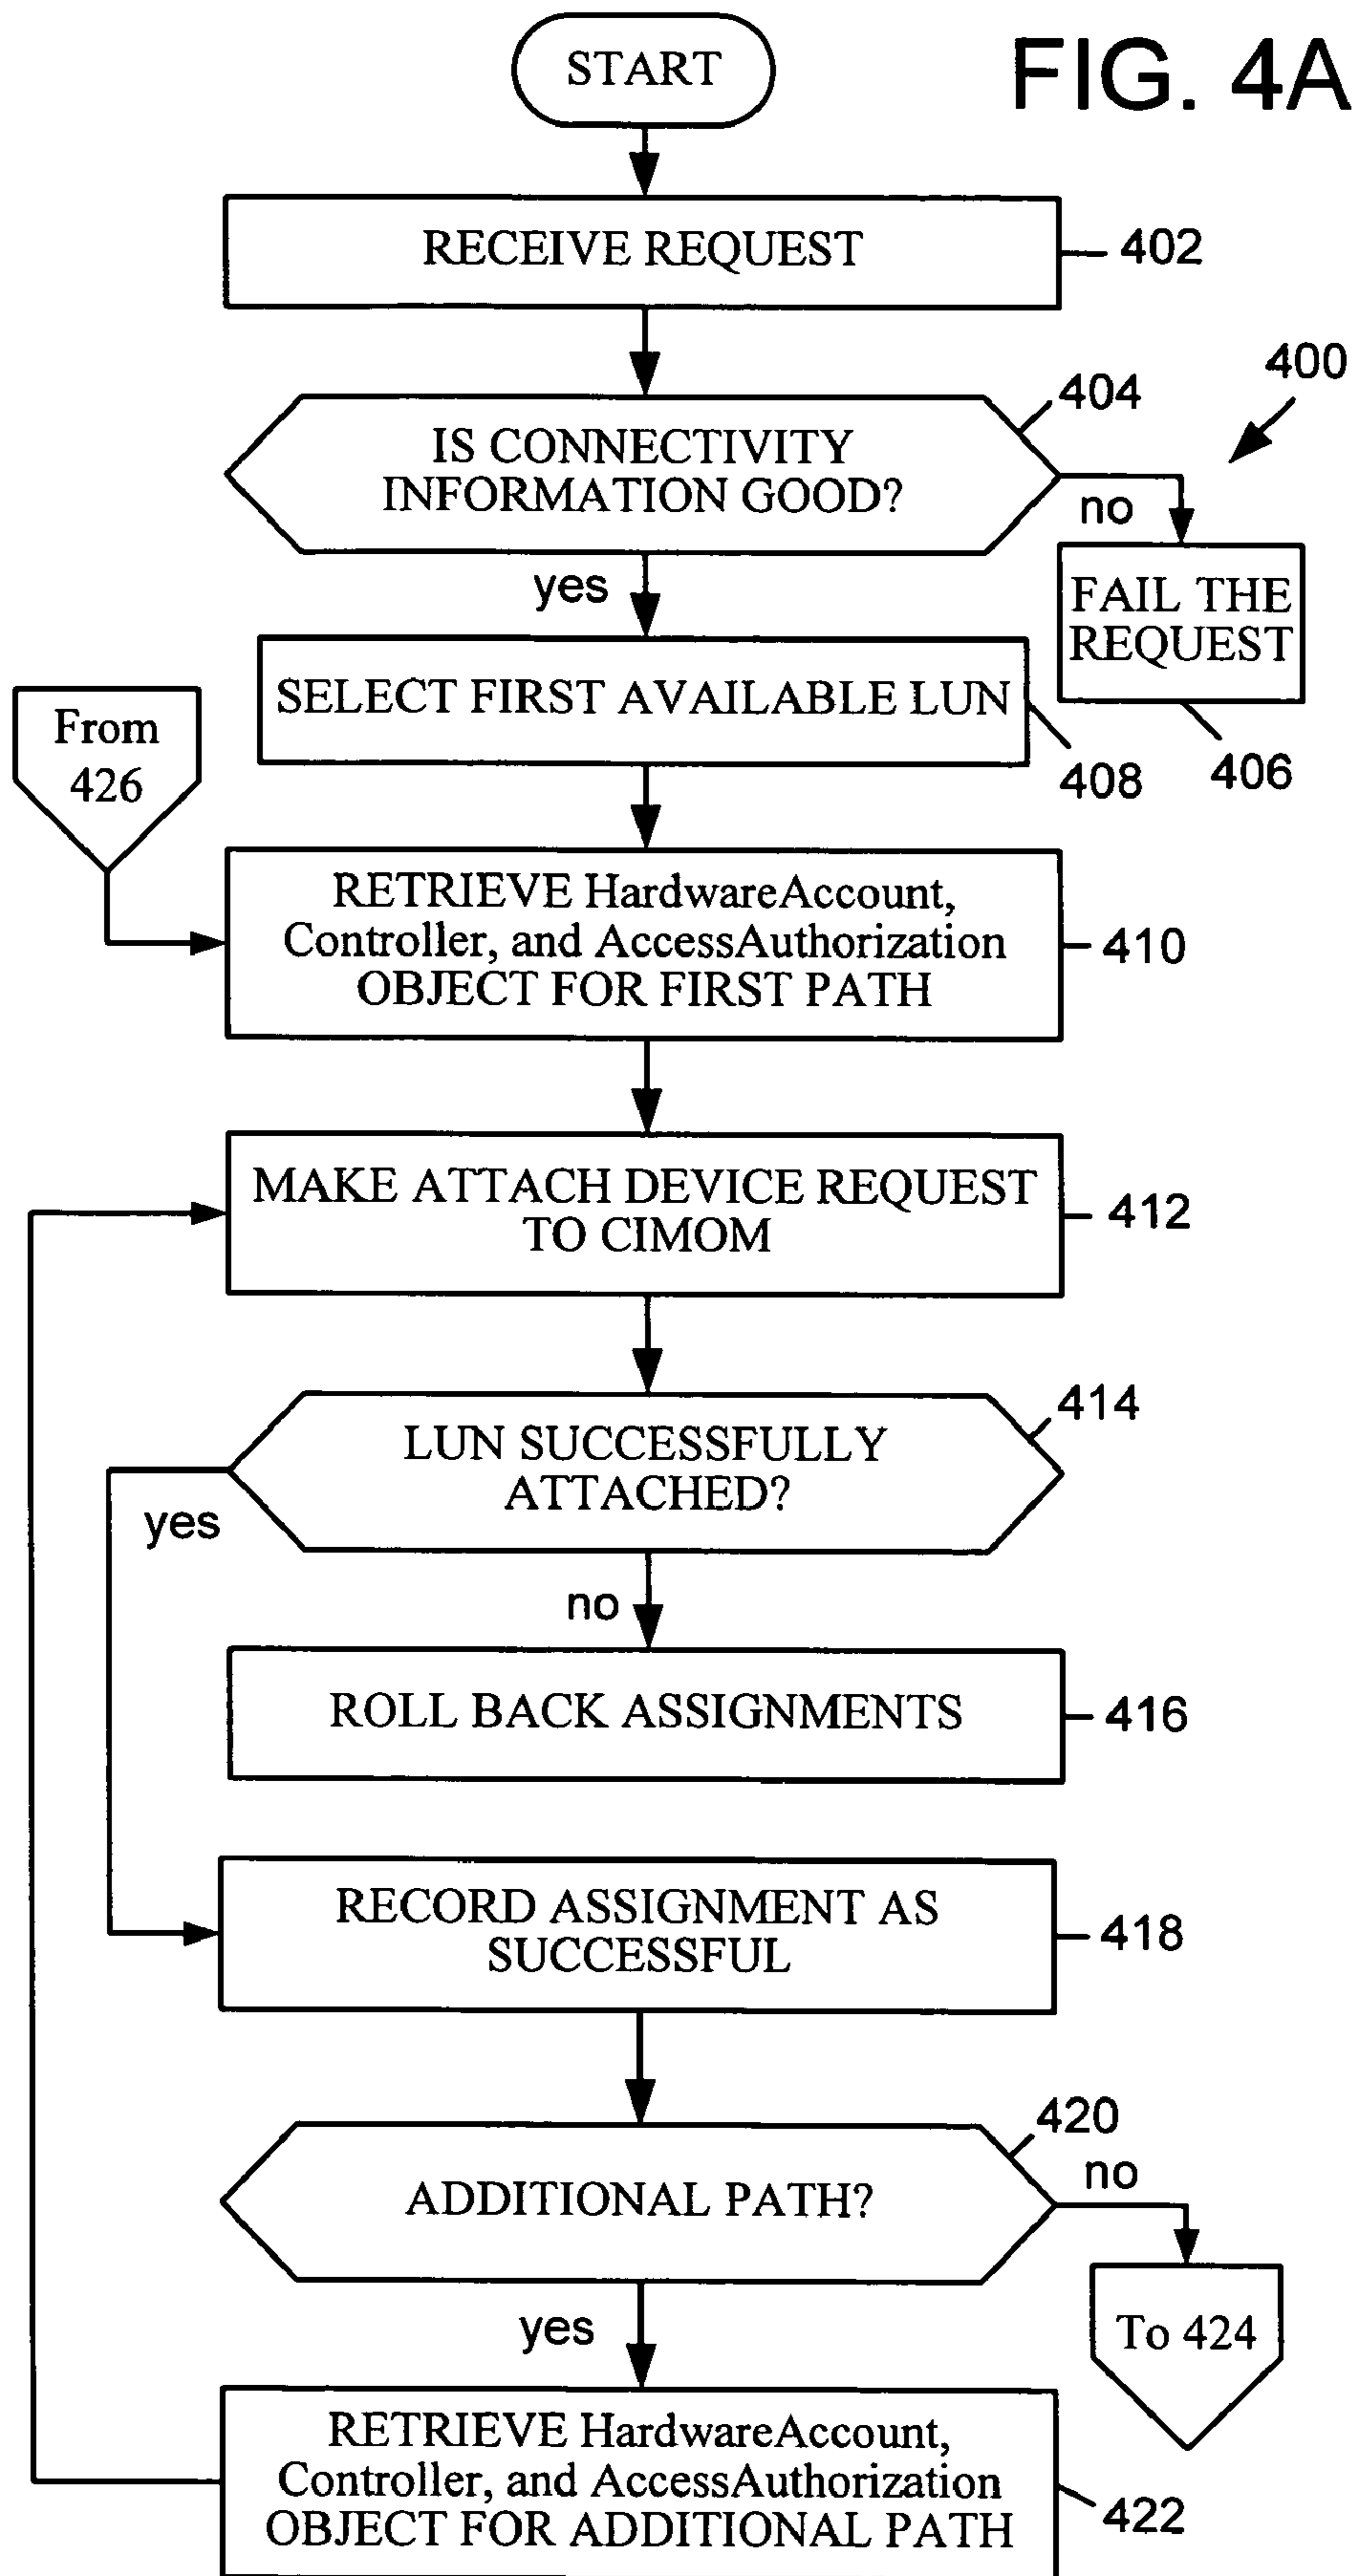 START
FIG. 4A
RECEIVE REQUEST
402
400
404
IS CONNECTIVITY
INFORMATION GOOD?
no
yes
FAIL THE
REQUEST
406
SELECT FIRST AVAILABLE LUN
408
From
426
RETRIEVE HardwareAccount,
Controller, and AccessAuthorization
OBJECT FOR FIRST PATH
410
MAKE ATTACH DEVICE REQUEST
TO CIMOM
412
414
LUN SUCCESSFULLY
ATTACHED?
yes
no
ROLL BACK ASSIGNMENTS
416
RECORD ASSIGNMENT AS
SUCCESSFUL
418
420
ADDITIONAL PATH?
no
yes
To 424
RETRIEVE HardwareAccount,
Controller, and AccessAuthorization
OBJECT FOR ADDITIONAL PATH
422